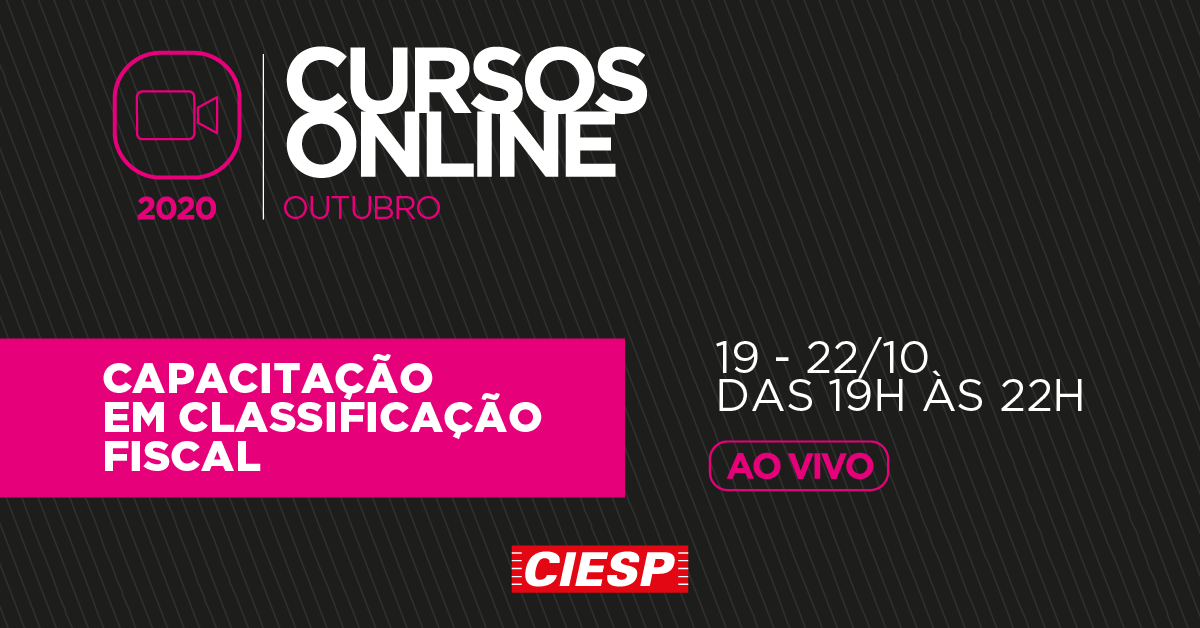 CURSOS
ONLINE
2020
OUTUBRO
CAPACITAÇÃO
EM CLASSIFICAÇÃO
FISCAL
19 - 22/10
DAS 19H ÀS 22H
AO VIVO
CIESP